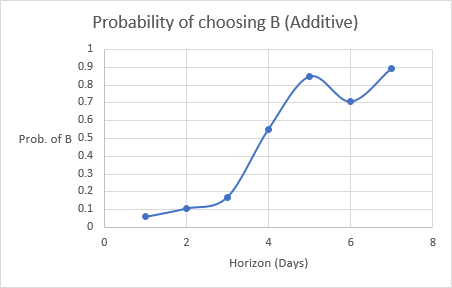 Probability of choosing B (Additive)
1
0.9
0.8
0.7
0.6
Prob. of B 0.5
0.4
0.3
0.2
0.1
0
0 2 4 6 8
Horizon (Days)